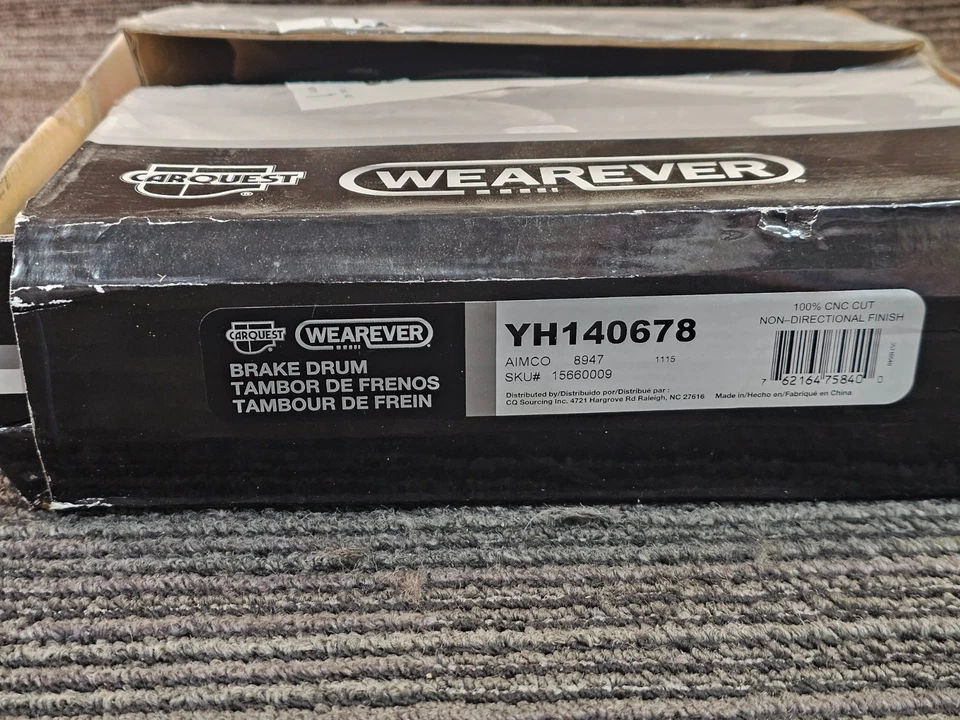 CARQUEST
WEAREVER
CARQUEST WEAREVER
BRAKE DRUM
TAMBOR DE FRENOS
TAMBOUR DE FREIN
YH140678
AIMCO 8947 1115
SKU# 15660009
Distributed by/Distribuido por/Distribué par :
CQ Sourcing Inc. 4721 Hargrove Rd Raleigh, NC 27616 Made in/Hecho en/Fabriqué en China
100% CNC CUT
NON-DIRECTIONAL FINISH
7 62164 75840 0